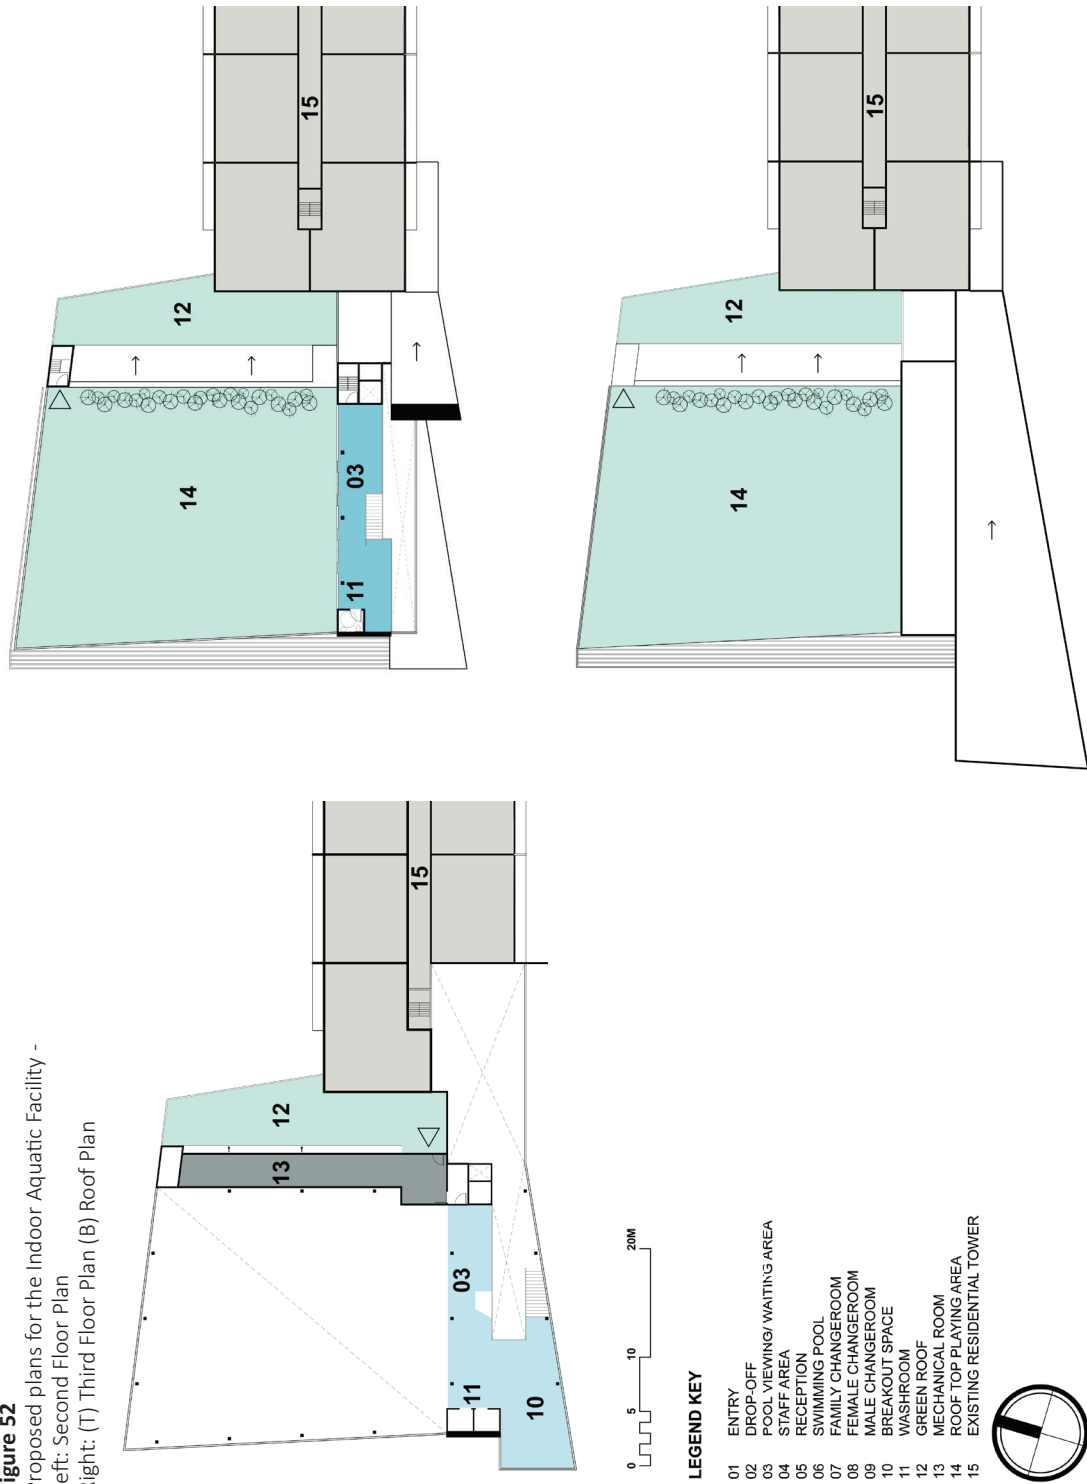 igure 52
roposed plans for the Indoor Aquatic Facility -
eft: Second Floor Plan
ight: (T) Third Floor Plan (B) Roof Plan
15
12
14
03
11
15
12
14
15
12
13
03
11
10
0 5 10 20M
LEGEND KEY
01 ENTRY
02 DROP-OFF
03 POOL VIEWING/ WAITING AREA
04 STAFF AREA
05 RECEPTION
06 SWIMMING POOL
07 FAMILY CHANGEROOM
08 FEMALE CHANGEROOM
09 MALE CHANGEROOM
10 BREAKOUT SPACE
11 WASHROOM
12 GREEN ROOF
13 MECHANICAL ROOM
14 ROOF TOP PLAYING AREA
15 EXISTING RESIDENTIAL TOWER